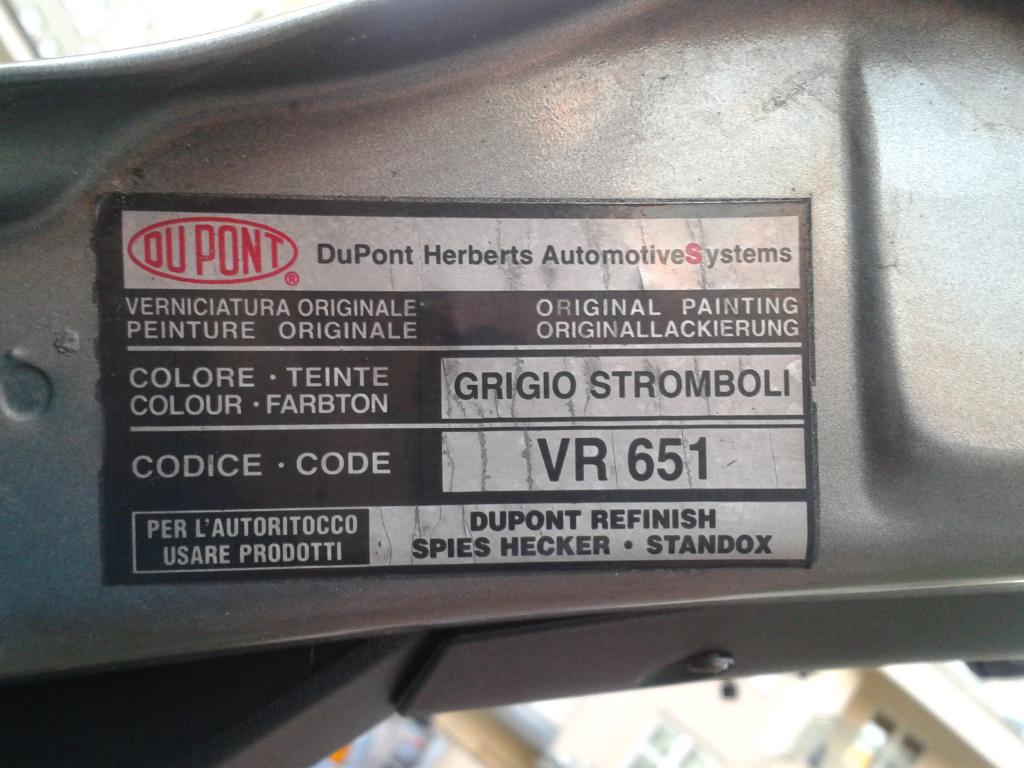 DU PONT ® DuPont Herberts AutomotiveSystems
VERNICIATURA ORIGINALE ORIGINAL PAINTING
PEINTURE ORIGINALE ORIGINALLACKIERUNG
COLORE · TEINTE
COLOUR · FARBTON
GRIGIO STROMBOLI
CODICE · CODE VR 651
PER L'AUTORITOCCO
USARE PRODOTTI
DUPONT REFINISH
SPIES HECKER · STANDOX